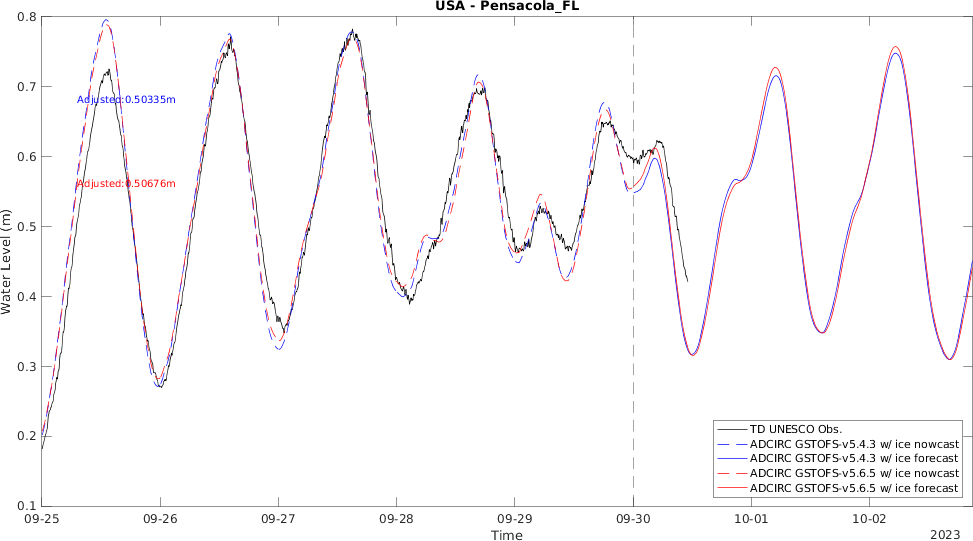 USA - Pensacola_FL
0.8
0.7
0.6
0.5
0.4
0.3
0.2
0.1
Water Level (m)
Adjusted:0.50335m
Adjusted:0.50676m
TD UNESCO Obs.
ADCIRC GSTOFS-v5.4.3 w/ ice nowcast
ADCIRC GSTOFS-v5.4.3 w/ ice forecast
ADCIRC GSTOFS-v5.6.5 w/ ice nowcast
ADCIRC GSTOFS-v5.6.5 w/ ice forecast
09-25 09-26 09-27 09-28 09-29 09-30 10-01 10-02
Time
2023